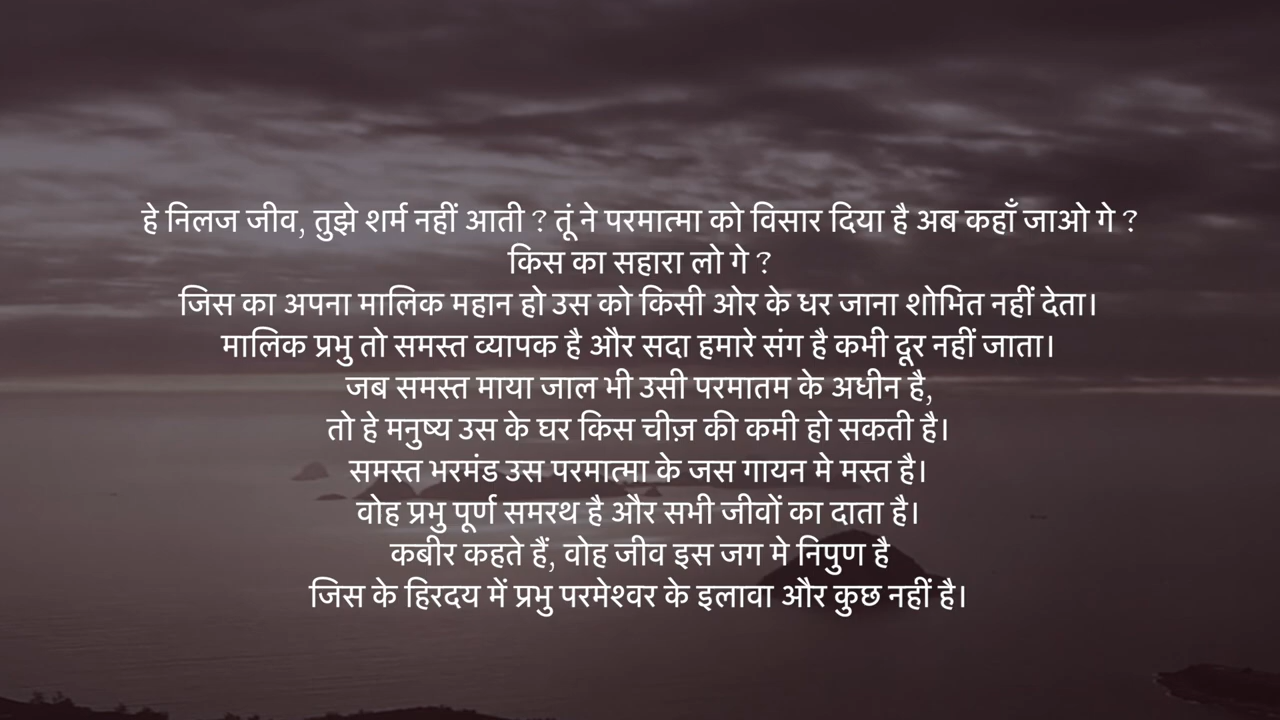 हे निलज जीव, तुझे शर्म नहीं आती ? तूं ने परमात्मा को विसार दिया है अब कहाँ जाओ गे ?
किस का सहारा लो गे ?
जिस का अपना मालिक महान हो उस को किसी ओर के धर जाना शोभित नहीं देता।
मालिक प्रभु तो समस्त व्यापक है और सदा हमारे संग है कभी दूर नहीं जाता।
जब समस्त माया जाल भी उसी परमातम के अधीन है,
तो हे मनुष्य उस के घर किस चीज़ की कमी हो सकती है।
समस्त भरमंड उस परमात्मा के जस गायन मे मस्त है।
वोह प्रभु पूर्ण समरथ है और सभी जीवों का दाता है।
कबीर कहते हैं, वोह जीव इस जग मे निपुण है
जिस के हिरदय में प्रभु परमेश्वर के इलावा और कुछ नहीं है।